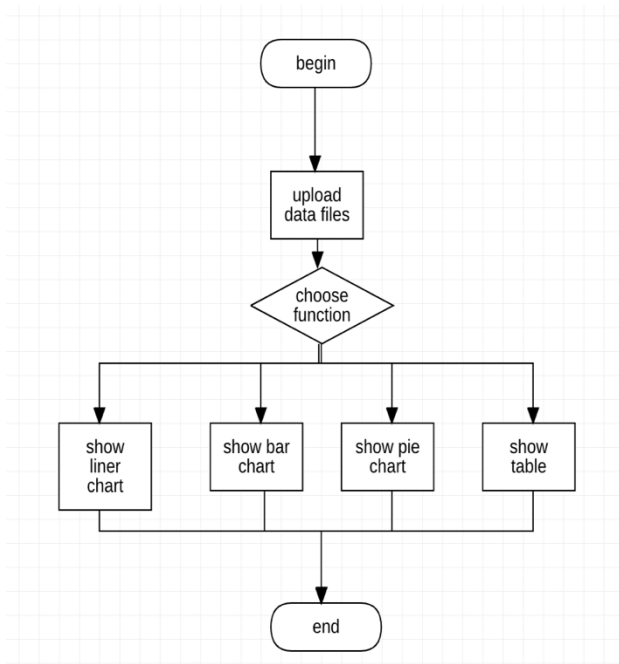 begin
upload
data files
choose
function
show
liner
chart
show bar
chart
show pie
chart
show
table
end